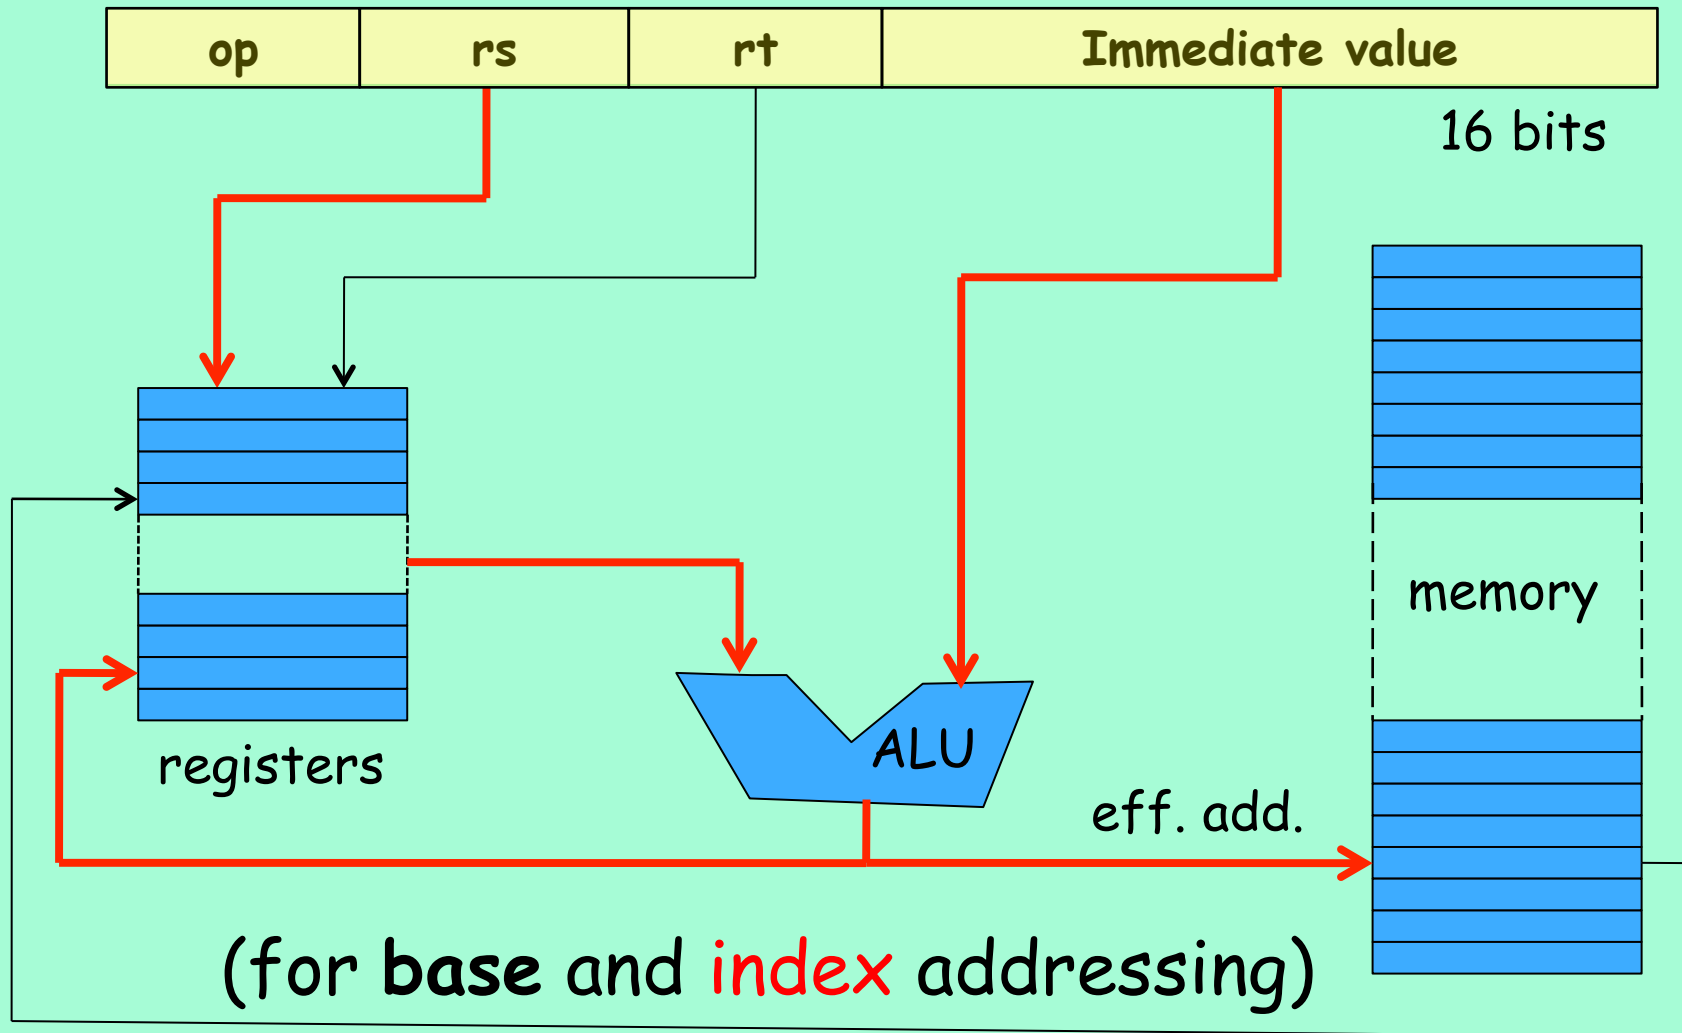 op rs rt Immediate value
16 bits
memory
ALU
registers
eff. add.
(for base and index addressing)